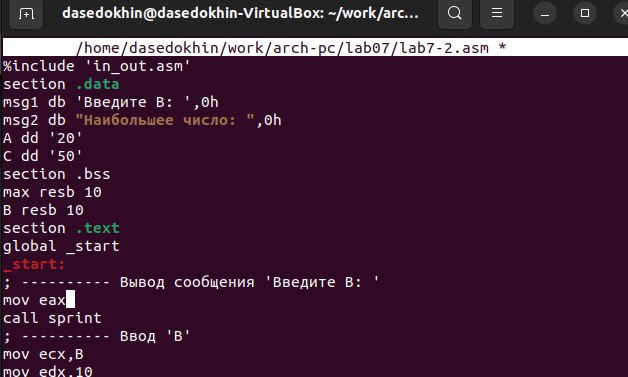 dasedokhin@dasedokhin-VirtualBox: ~/work/arc...
/home/dasedokhin/work/arch-pc/lab07/lab7-2.asm *
%include 'in_out.asm'
section .data
msg1 db 'Введите B: ',0h
msg2 db "Наибольшее число: ",0h
A dd '20'
C dd '50'
section .bss
max resb 10
B resb 10
section .text
global _start
_start:
; ---------- Вывод сообщения 'Введите B: '
mov eax
call sprint
; ---------- Ввод 'B'
mov ecx,B
mov edx,10